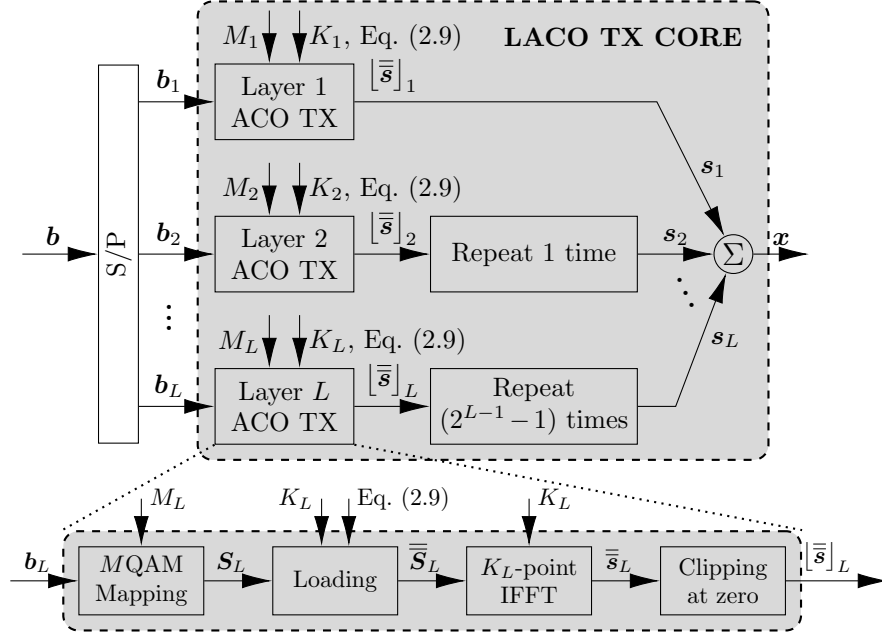 LACO TX CORE
M₁ K₁, Eq. (2.9)
b₁
Layer 1
ACO TX
⌊s̿⌋₁
s₁
M₂ K₂, Eq. (2.9)
b
S/P
b₂
Layer 2
ACO TX
⌊s̿⌋₂
Repeat 1 time
s₂
Σ
x
⋮
⋱
M_L K_L, Eq. (2.9)
b_L
Layer L
ACO TX
⌊s̿⌋_L
Repeat
(2^{L−1} − 1) times
s_L
M_L
K_L
Eq. (2.9)
K_L
b_L
MQAM
Mapping
S_L
Loading
S̿_L
K_L-point
IFFT
s̿_L
Clipping
at zero
⌊s̿⌋_L